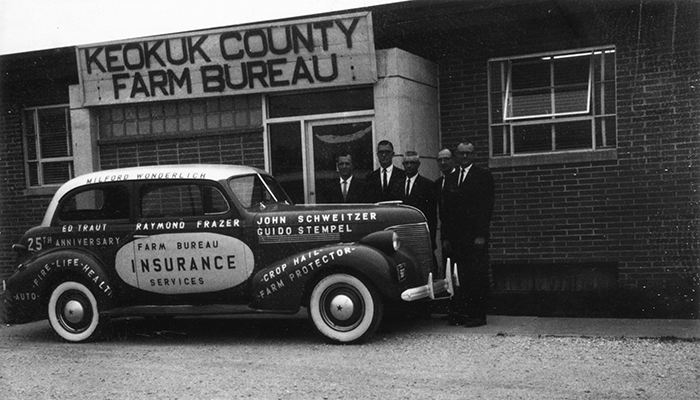 KEOKUK COUNTY
FARM BUREAU
MILFORD WONDERLICH
ED TRAUT
RAYMOND FRAZER
JOHN SCHWEITZER
GUIDO STEMPEL
25TH ANNIVERSARY
FARM BUREAU
INSURANCE
SERVICES
CROP HAIL-
FARM PROTECTOR-
-AUTO-FIRE-LIFE-HEALTH-